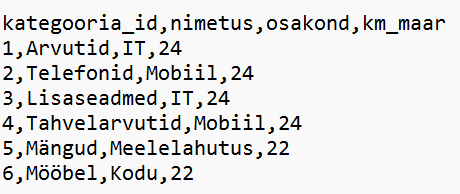 kategooria_id,nimetus,osakond,km_maar
1,Arvutid,IT,24
2,Telefonid,Mobiil,24
3,Lisaseadmed,IT,24
4,Tahvelarvutid,Mobiil,24
5,Mängud,Meelelahutus,22
6,Mööbel,Kodu,22